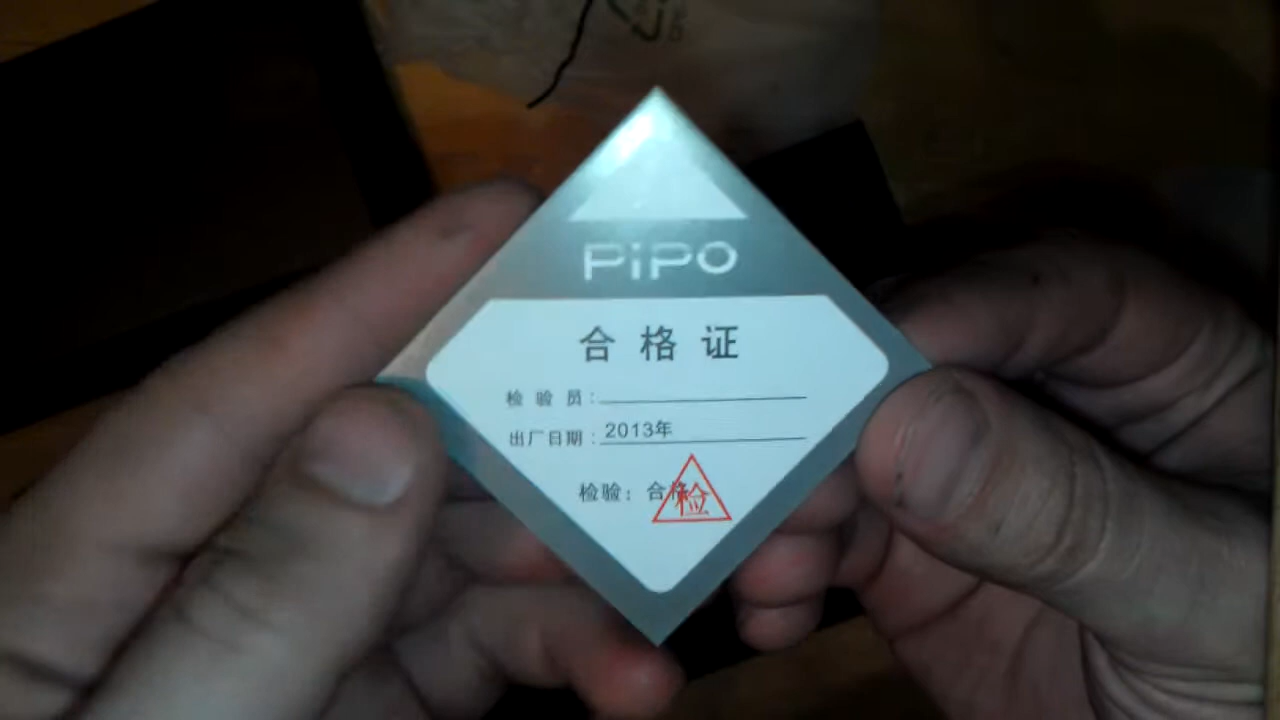 PiPO
合格证
检验员：
出厂日期：2013年
检验：合格
检